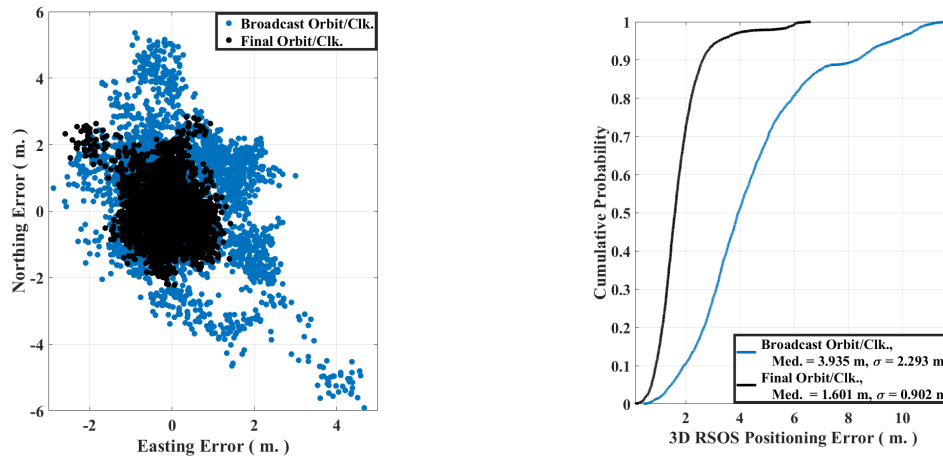 6
4
2
0
-2
-4
-6
-2
0
2
4
Northing Error ( m. )
Easting Error ( m. )
Broadcast Orbit/Clk.
Final Orbit/Clk.
1
0.9
0.8
0.7
0.6
0.5
0.4
0.3
0.2
0.1
0
2
4
6
8
10
Cumulative Probability
3D RSOS Positioning Error ( m. )
Broadcast Orbit/Clk.,
Med. = 3.935 m, σ = 2.293 m
Final Orbit/Clk.,
Med. = 1.601 m, σ = 0.902 m